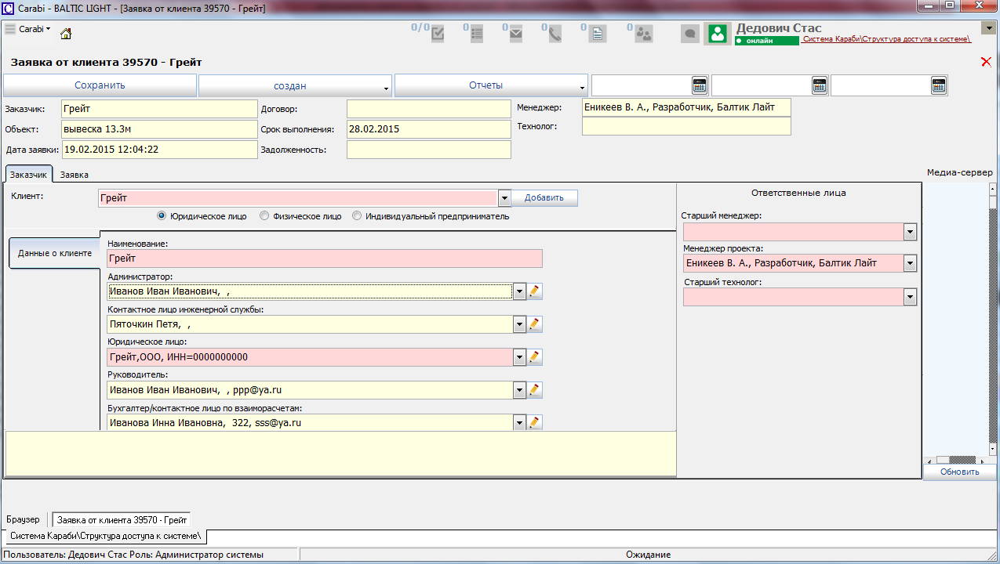 Carabi - BALTIC LIGHT - [Заявка от клиента 39570 - Грейт]
Carabi 0/0 0 0 0 0 0 Дедович Стас
онлайн Система Караби\Структура доступа к системе\
Заявка от клиента 39570 - Грейт
Сохранить создан Отчеты
Заказчик: Грейт Договор: Менеджер: Еникеев В. А., Разработчик, Балтик Лайт
Объект: вывеска 13.3м Срок выполнения: 28.02.2015 Технолог:
Дата заявки: 19.02.2015 12:04:22 Задолженность:
Заказчик Заявка Медиа-сервер
Клиент: Грейт Добавить Ответственные лица
Юридическое лицо Физическое лицо Индивидуальный предприниматель
Старший менеджер:
Данные о клиенте
Наименование:
Грейт
Менеджер проекта:
Еникеев В. А., Разработчик, Балтик Лайт
Администратор:
Иванов Иван Иванович, ,
Старший технолог:
Контактное лицо инженерной службы:
Пяточкин Петя, ,
Юридическое лицо:
Грейт,ООО, ИНН=0000000000
Руководитель:
Иванов Иван Иванович, , ppp@ya.ru
Бухгалтер/контактное лицо по взаиморасчетам:
Иванова Инна Ивановна, 322, sss@ya.ru
Обновить
Браузер Заявка от клиента 39570 - Грейт
Система Караби\Структура доступа к системе\
Пользователь: Дедович Стас Роль: Администратор системы Ожидание